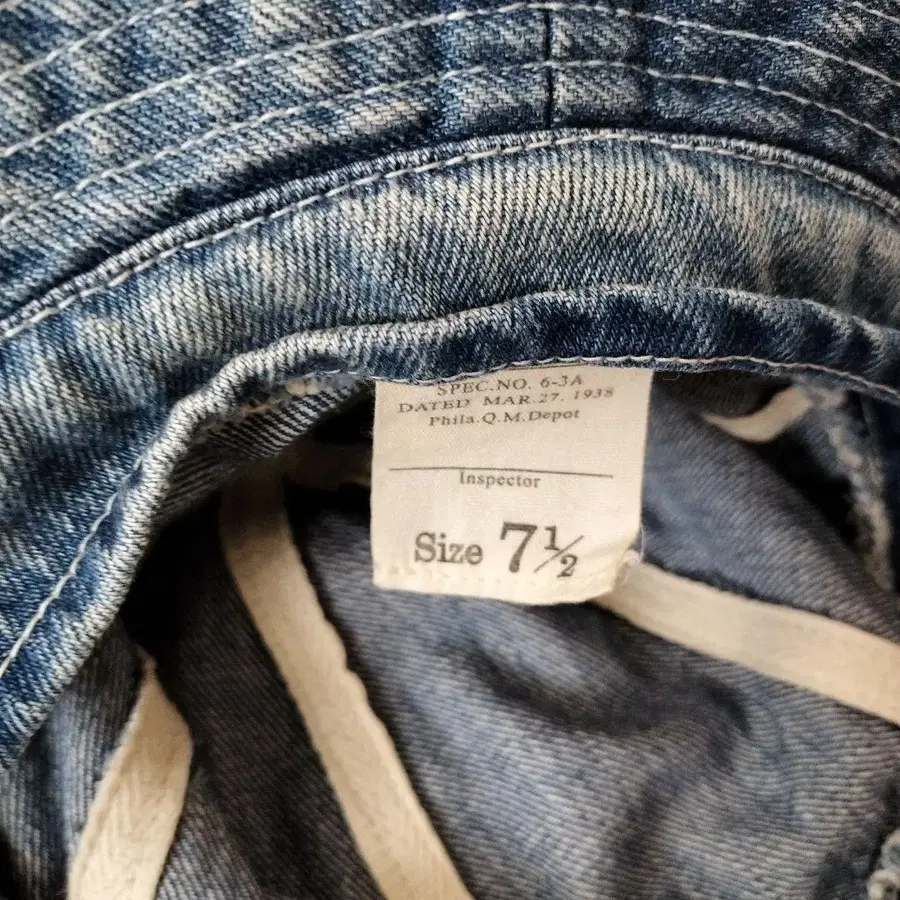 SPEC.NO. 6-3A
DATED MAR.27, 1938
Phila.Q.M.Depot
Inspector
Size 7½